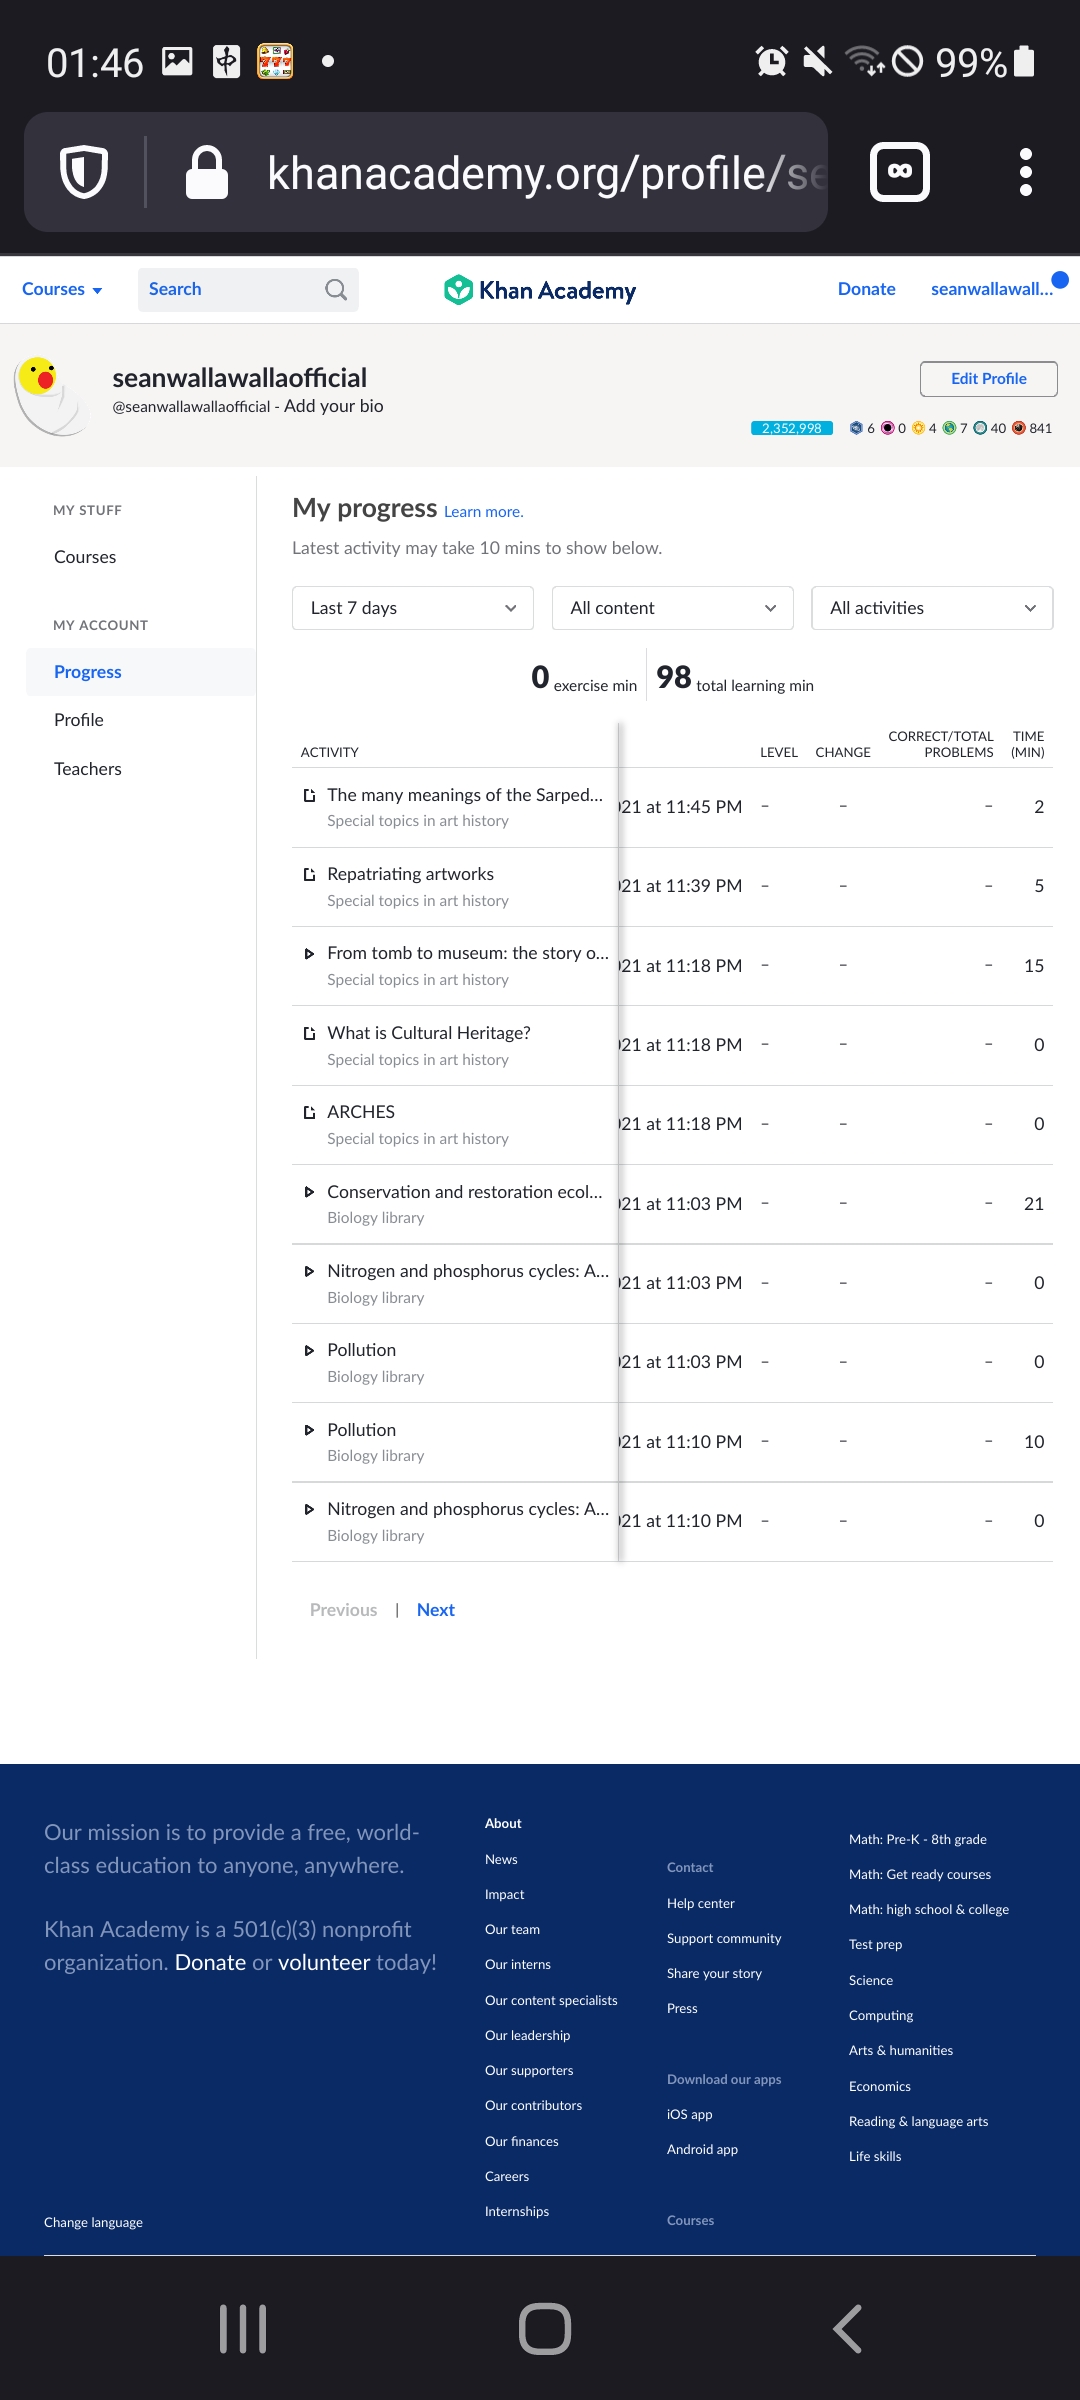 01:46
99%
khanacademy.org/profile/se
Courses
Search
Khan Academy
Donate
seanwallawall...
seanwallawallaofficial
@seanwallawallaofficial - Add your bio
Edit Profile
2,352,998 6 0 4 7 40 841
MY STUFF
Courses
MY ACCOUNT
Progress
Profile
Teachers
My progress Learn more.
Latest activity may take 10 mins to show below.
Last 7 days
All content
All activities
0 exercise min
98 total learning min
ACTIVITY LEVEL CHANGE CORRECT/TOTAL PROBLEMS TIME (MIN)
The many meanings of the Sarped... 021 at 11:45 PM – – – 2
Special topics in art history
Repatriating artworks 021 at 11:39 PM – – – 5
Special topics in art history
From tomb to museum: the story o... 021 at 11:18 PM – – – 15
Special topics in art history
What is Cultural Heritage? 021 at 11:18 PM – – – 0
Special topics in art history
ARCHES 021 at 11:18 PM – – – 0
Special topics in art history
Conservation and restoration ecol... 021 at 11:03 PM – – – 21
Biology library
Nitrogen and phosphorus cycles: A... 021 at 11:03 PM – – – 0
Biology library
Pollution 021 at 11:03 PM – – – 0
Biology library
Pollution 021 at 11:10 PM – – – 10
Biology library
Nitrogen and phosphorus cycles: A... 021 at 11:10 PM – – – 0
Biology library
Previous | Next
Our mission is to provide a free, world-
class education to anyone, anywhere.
Khan Academy is a 501(c)(3) nonprofit
organization. Donate or volunteer today!
Change language
About
News
Impact
Our team
Our interns
Our content specialists
Our leadership
Our supporters
Our contributors
Our finances
Careers
Internships
Contact
Help center
Support community
Share your story
Press
Download our apps
iOS app
Android app
Courses
Math: Pre-K - 8th grade
Math: Get ready courses
Math: high school & college
Test prep
Science
Computing
Arts & humanities
Economics
Reading & language arts
Life skills